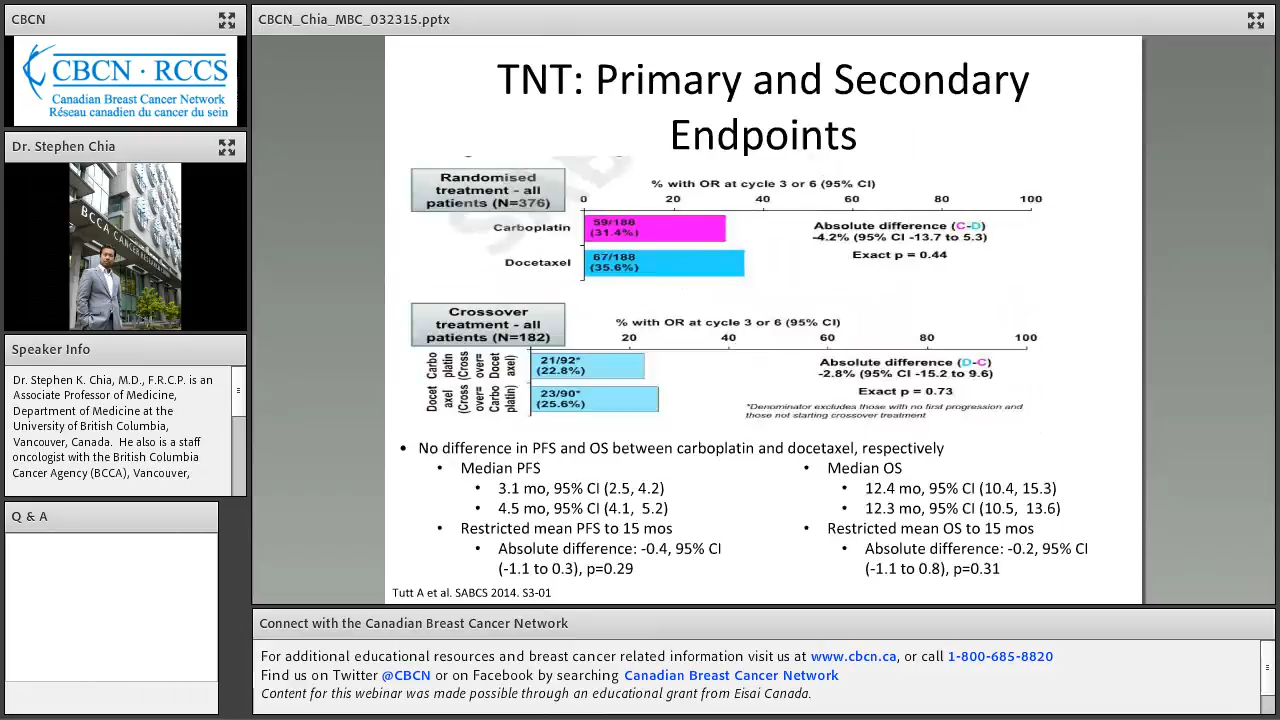 CBCN
CBCN · RCCS
Canadian Breast Cancer Network
Réseau canadien du cancer du sein
Dr. Stephen Chia
BCCA CANCER
Speaker Info
Dr. Stephen K. Chia, M.D., F.R.C.P. is an
Associate Professor of Medicine,
Department of Medicine at the
University of British Columbia,
Vancouver, Canada. He also is a staff
oncologist with the British Columbia
Cancer Agency (BCCA), Vancouver,
Q & A
CBCN_Chia_MBC_032315.pptx
TNT: Primary and Secondary
Endpoints
Randomised
treatment - all
patients (N=376)
% with OR at cycle 3 or 6 (95% CI)
0 20 40 60 80 100
Carboplatin
59/188
(31.4%)
Docetaxel
67/188
(35.6%)
Absolute difference (C-D)
-4.2% (95% CI -13.7 to 5.3)
Exact p = 0.44
Crossover
treatment - all
patients (N=182)
% with OR at cycle 3 or 6 (95% CI)
20 40 60 80 100
Carbo
platin
(Cross
over=
Docet
axel)
21/92*
(22.8%)
Docet
axel
(Cross
over=
Carbo
platin)
23/90*
(25.6%)
Absolute difference (D-C)
-2.8% (95% CI -15.2 to 9.6)
Exact p = 0.73
*Denominator excludes those with no first progression and
those not starting crossover treatment
• No difference in PFS and OS between carboplatin and docetaxel, respectively
• Median PFS
• 3.1 mo, 95% CI (2.5, 4.2)
• 4.5 mo, 95% CI (4.1, 5.2)
• Restricted mean PFS to 15 mos
• Absolute difference: -0.4, 95% CI
(-1.1 to 0.3), p=0.29
• Median OS
• 12.4 mo, 95% CI (10.4, 15.3)
• 12.3 mo, 95% CI (10.5, 13.6)
• Restricted mean OS to 15 mos
• Absolute difference: -0.2, 95% CI
(-1.1 to 0.8), p=0.31
Tutt A et al. SABCS 2014. S3-01
Connect with the Canadian Breast Cancer Network
For additional educational resources and breast cancer related information visit us at www.cbcn.ca, or call 1-800-685-8820
Find us on Twitter @CBCN or on Facebook by searching Canadian Breast Cancer Network
Content for this webinar was made possible through an educational grant from Eisai Canada.